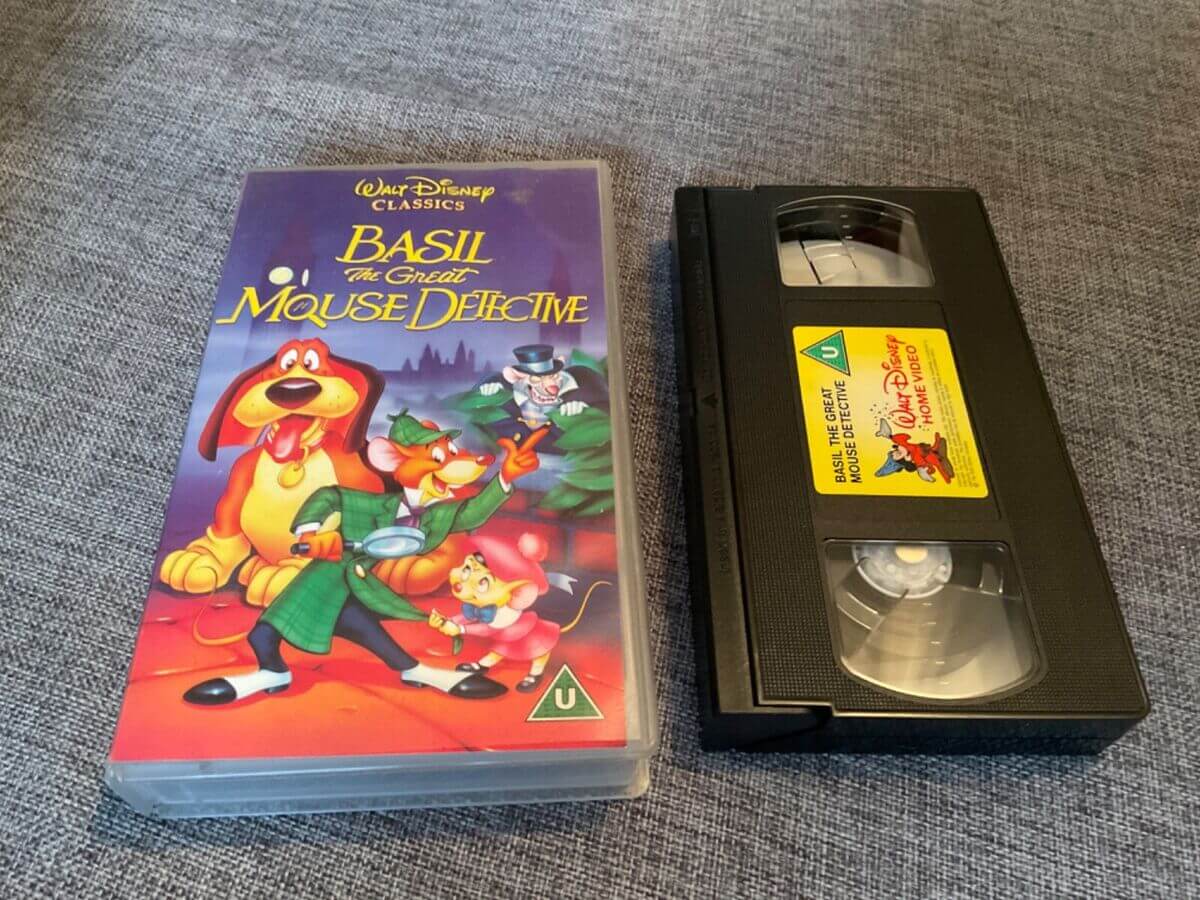 WALT DISNEY
CLASSICS
BASIL
The Great
MOUSE DETECTIVE
U
U
BASIL THE GREAT
MOUSE DETECTIVE
WALT DISNEY
HOME VIDEO